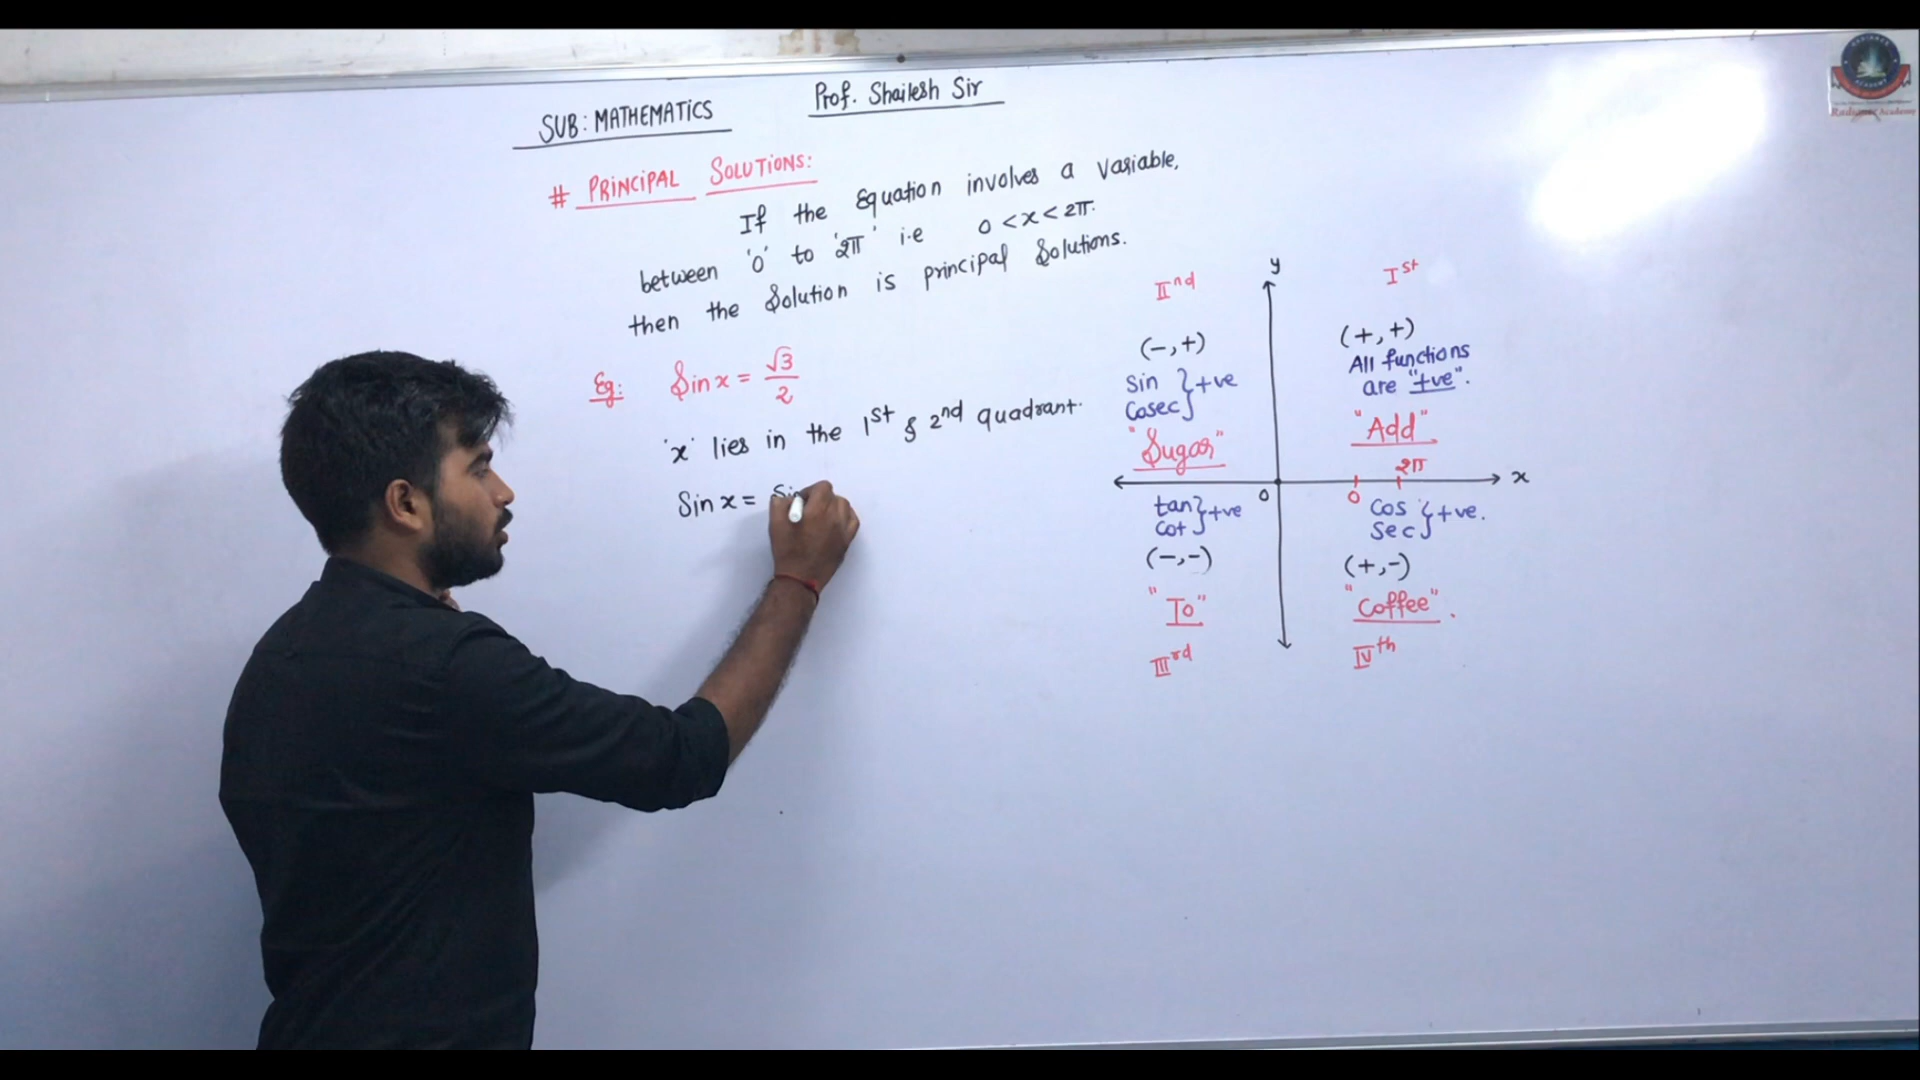 SUB: MATHEMATICS
Prof. Shailesh Sir
# PRINCIPAL SOLUTIONS:
If the Equation involves a variable,
between '0' to '2π' i.e 0 < x < 2π.
then the Solution is principal Solutions.
Eg: Sin x = √3/2
'x' lies in the 1st & 2nd quadrant.
Sin x = Sin
y
IInd
(-,+)
Sin } +ve
Cosec
"Sugar"
Ist
(+,+)
All functions
are "+ve".
"Add"
2π
x
0
0
tan } +ve
Cot
(-,-)
"To"
IIIrd
Cos } +ve.
Sec
(+,-)
"Coffee".
IVth
Radiance Academy